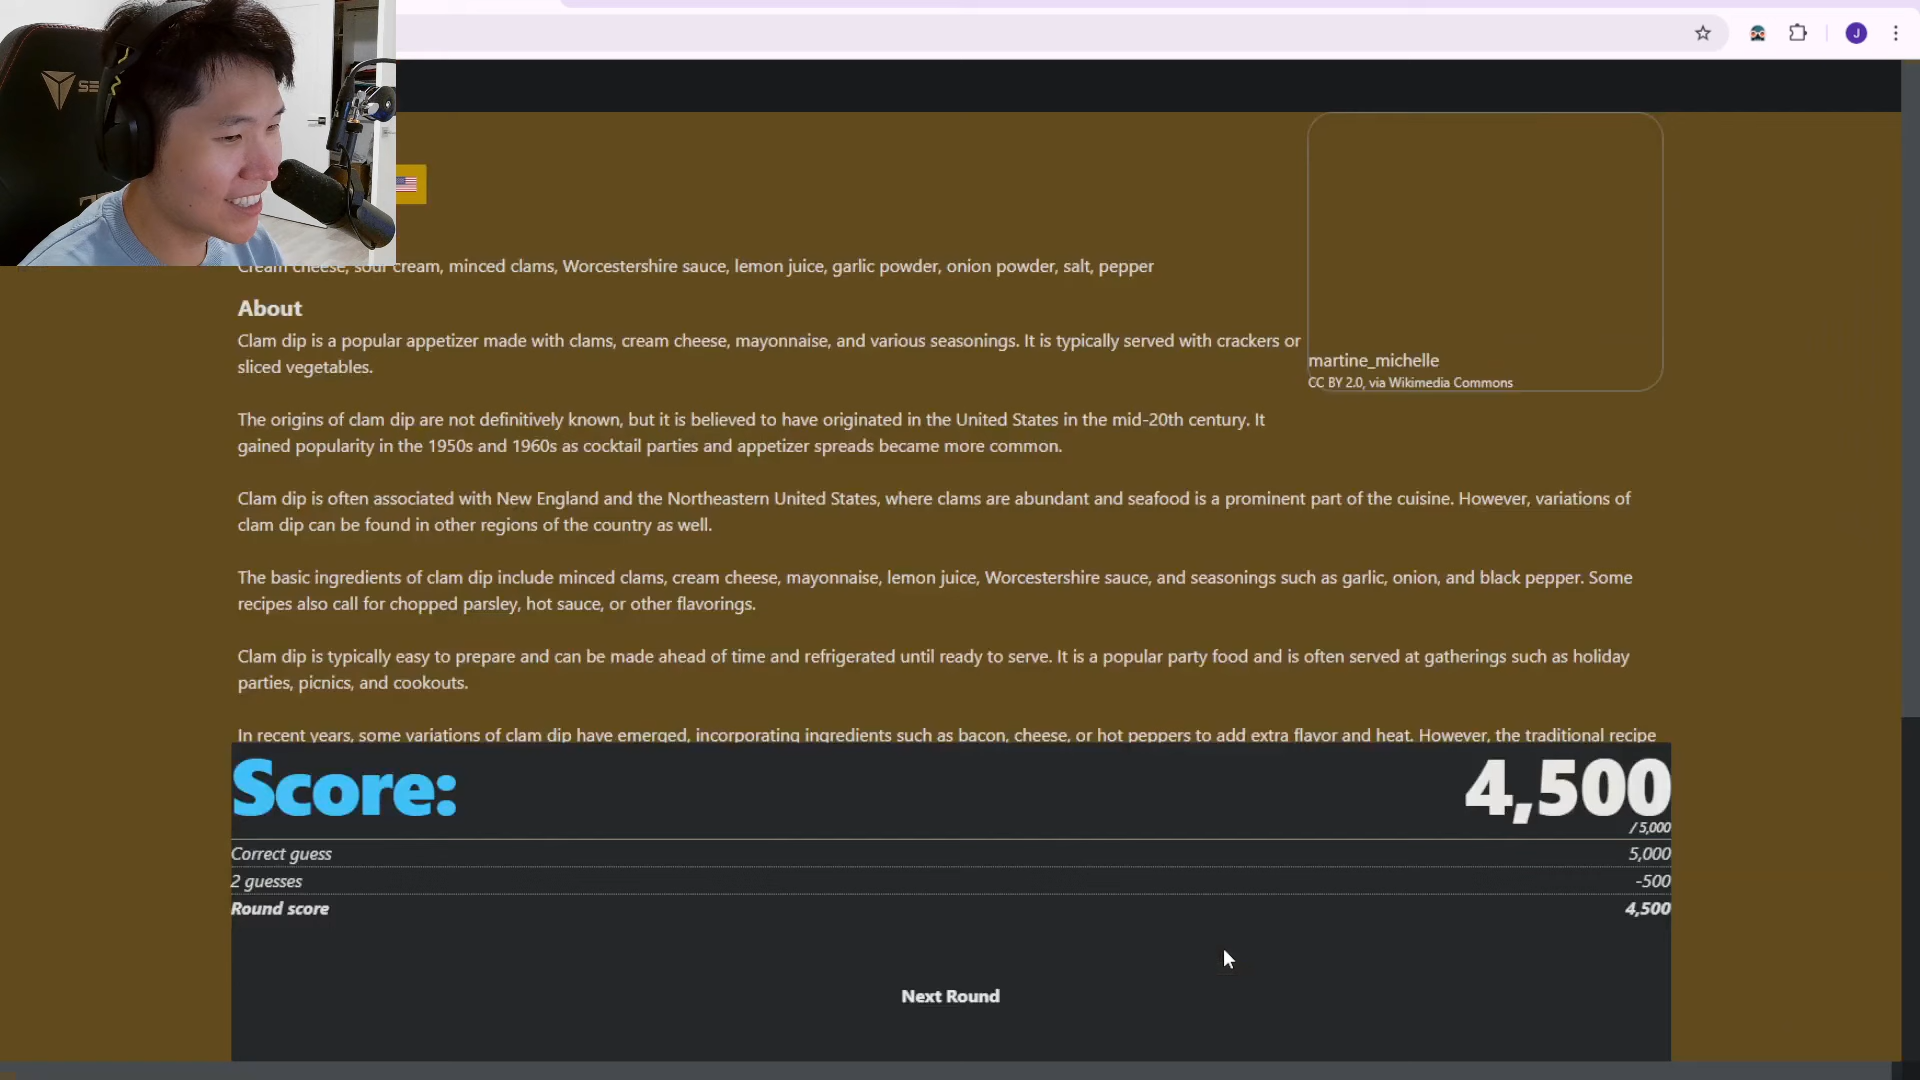 J
Cream cheese, sour cream, minced clams, Worcestershire sauce, lemon juice, garlic powder, onion powder, salt, pepper
About
Clam dip is a popular appetizer made with clams, cream cheese, mayonnaise, and various seasonings. It is typically served with crackers or
sliced vegetables.
martine_michelle
CC BY 2.0, via Wikimedia Commons
The origins of clam dip are not definitively known, but it is believed to have originated in the United States in the mid-20th century. It
gained popularity in the 1950s and 1960s as cocktail parties and appetizer spreads became more common.
Clam dip is often associated with New England and the Northeastern United States, where clams are abundant and seafood is a prominent part of the cuisine. However, variations of
clam dip can be found in other regions of the country as well.
The basic ingredients of clam dip include minced clams, cream cheese, mayonnaise, lemon juice, Worcestershire sauce, and seasonings such as garlic, onion, and black pepper. Some
recipes also call for chopped parsley, hot sauce, or other flavorings.
Clam dip is typically easy to prepare and can be made ahead of time and refrigerated until ready to serve. It is a popular party food and is often served at gatherings such as holiday
parties, picnics, and cookouts.
In recent years, some variations of clam dip have emerged, incorporating ingredients such as bacon, cheese, or hot peppers to add extra flavor and heat. However, the traditional recipe
Score: 4,500
/ 5,000
Correct guess 5,000
2 guesses -500
Round score 4,500
Next Round